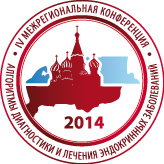 • IV МЕЖРЕГИОНАЛЬНАЯ КОНФЕРЕНЦИЯ •
АЛГОРИТМЫ ДИАГНОСТИКИ И ЛЕЧЕНИЯ ЭНДОКРИННЫХ ЗАБОЛЕВАНИЙ
2014